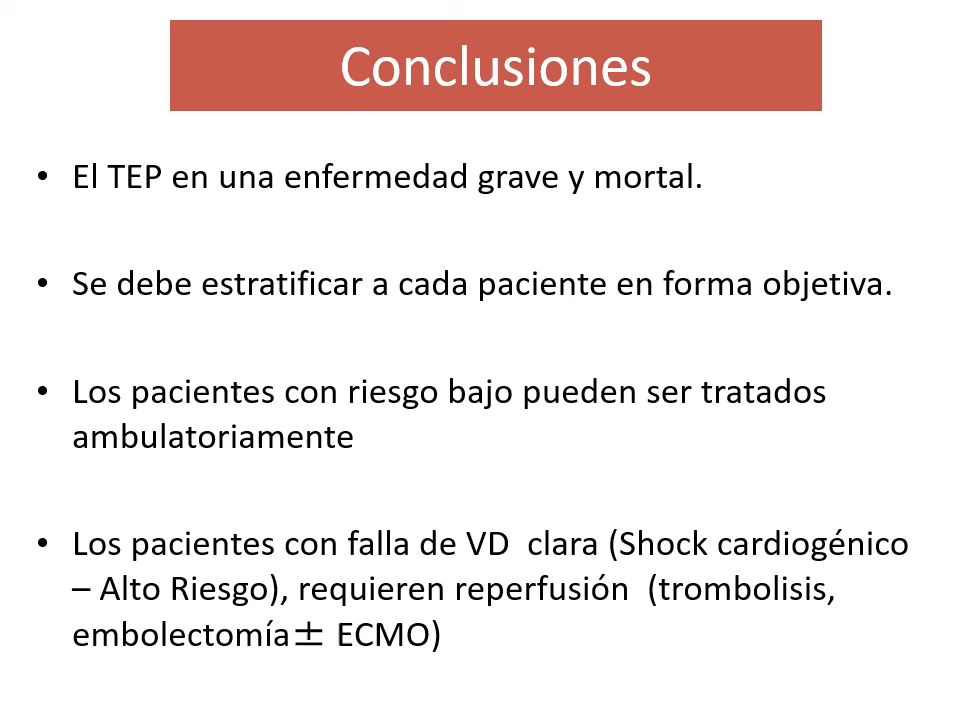 Conclusiones
• El TEP en una enfermedad grave y mortal.
• Se debe estratificar a cada paciente en forma objetiva.
• Los pacientes con riesgo bajo pueden ser tratados
ambulatoriamente
• Los pacientes con falla de VD  clara (Shock cardiogénico
– Alto Riesgo), requieren reperfusión  (trombolisis,
embolectomía± ECMO)